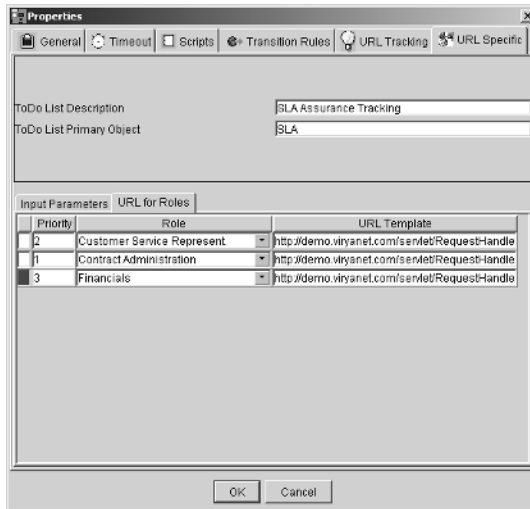 Properties
General Timeout Scripts Transition Rules URL Tracking URL Specific
ToDo List Description SLA Assurance Tracking
ToDo List Primary Object SLA
Input Parameters URL for Roles
Priority Role URL Template
2 Customer Service Represent. http://demo.viryanet.com/servlet/RequestHandle
1 Contract Administration http://demo.viryanet.com/servlet/RequestHandle
3 Financials http://demo.viryanet.com/servlet/RequestHandle
OK Cancel